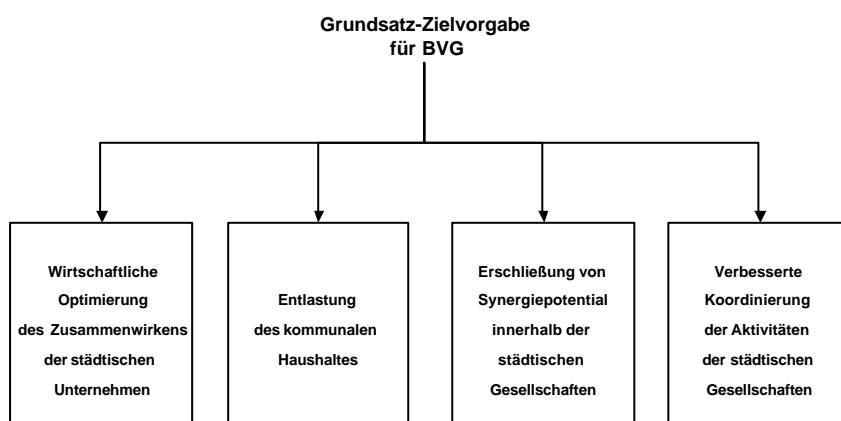 Grundsatz-Zielvorgabe
für BVG
Wirtschaftliche
Optimierung
des Zusammenwirkens
der städtischen
Unternehmen
Entlastung
des kommunalen
Haushaltes
Erschließung von
Synergiepotential
innerhalb der
städtischen
Gesellschaften
Verbesserte
Koordinierung
der Aktivitäten
der städtischen
Gesellschaften